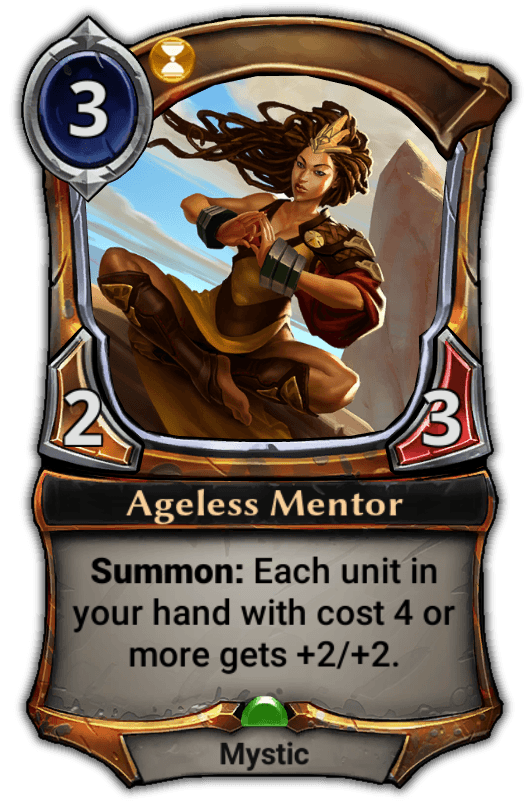 3
2
3
Ageless Mentor
Summon: Each unit in
your hand with cost 4 or
more gets +2/+2.
Mystic